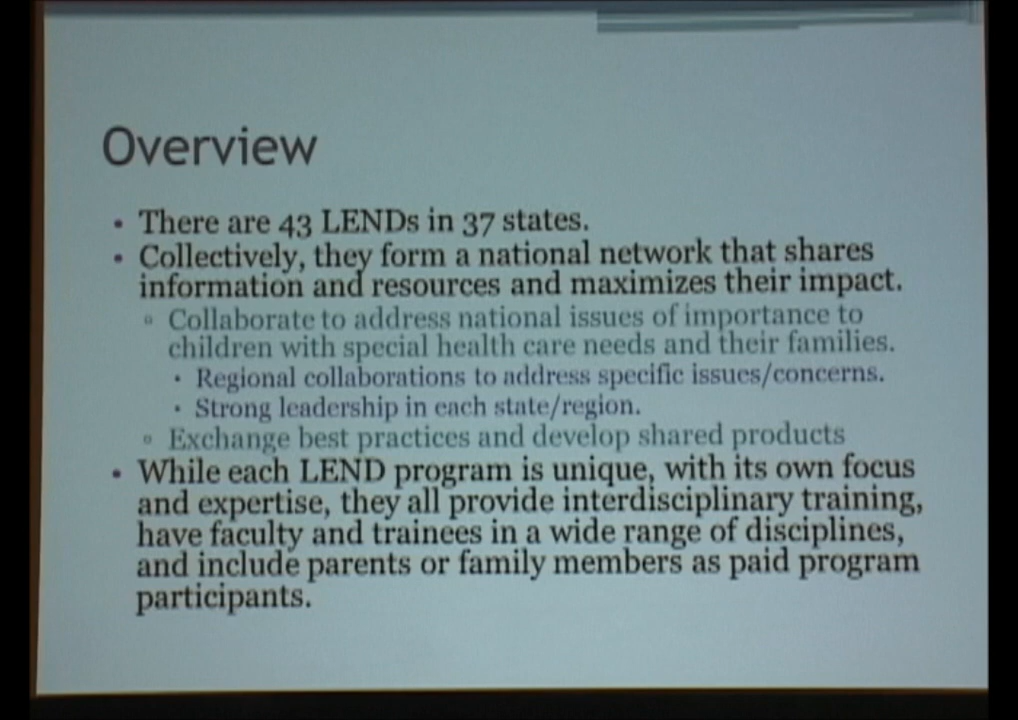 Overview
• There are 43 LENDs in 37 states.
• Collectively, they form a national network that shares
information and resources and maximizes their impact.
▫ Collaborate to address national issues of importance to
children with special health care needs and their families.
• Regional collaborations to address specific issues/concerns.
• Strong leadership in each state/region.
▫ Exchange best practices and develop shared products
• While each LEND program is unique, with its own focus
and expertise, they all provide interdisciplinary training,
have faculty and trainees in a wide range of disciplines,
and include parents or family members as paid program
participants.